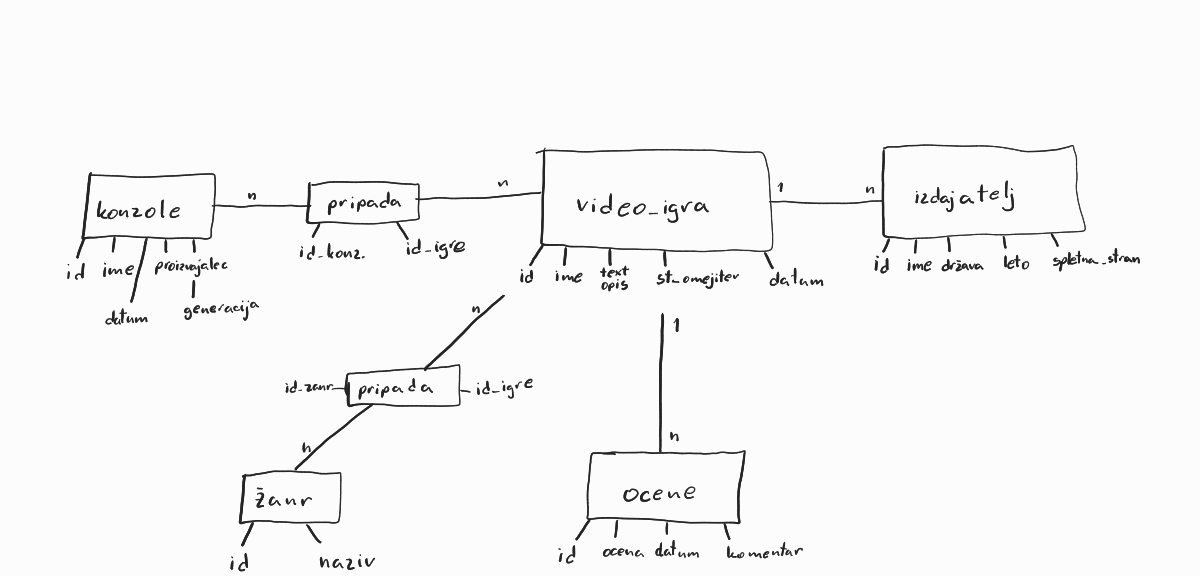 konzole
n
pripada
n
video_igra
1
n
izdajatelj
id
ime
proizvajalec
datum
generacija
id_konz.
id_igre
id
ime
text
opis
st_omejitev
datum
id
ime
država
leto
spletna_stran
n
1
id_zanr
pripada
id_igre
n
n
žanr
id
naziv
ocene
id
ocena
datum
komentar